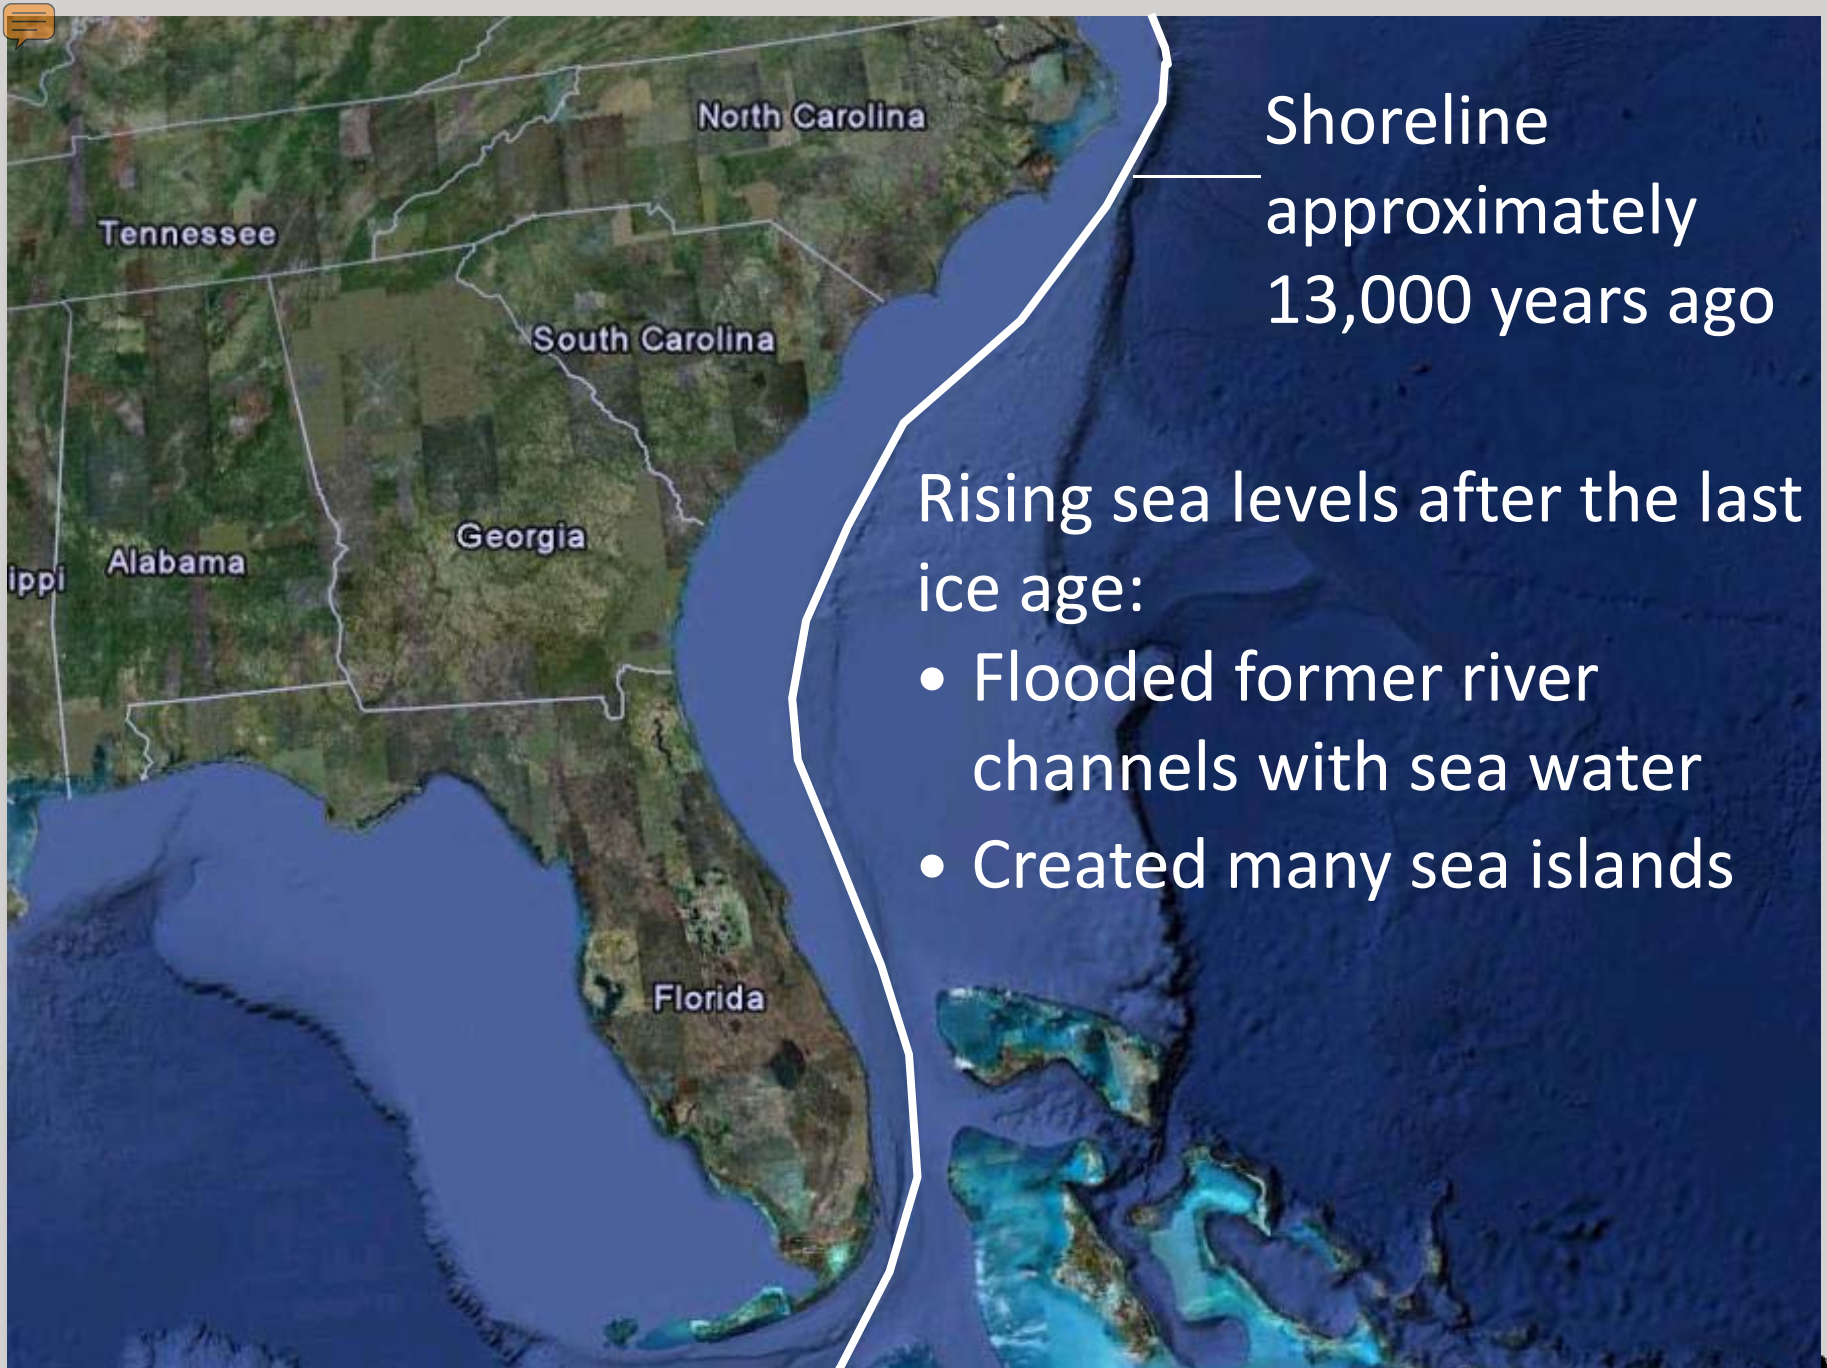 North Carolina
Shoreline
approximately
13,000 years ago
Tennessee
South Carolina
Rising sea levels after the last
ice age:
• Flooded former river
channels with sea water
• Created many sea islands
Georgia
Alabama
ippi
Florida